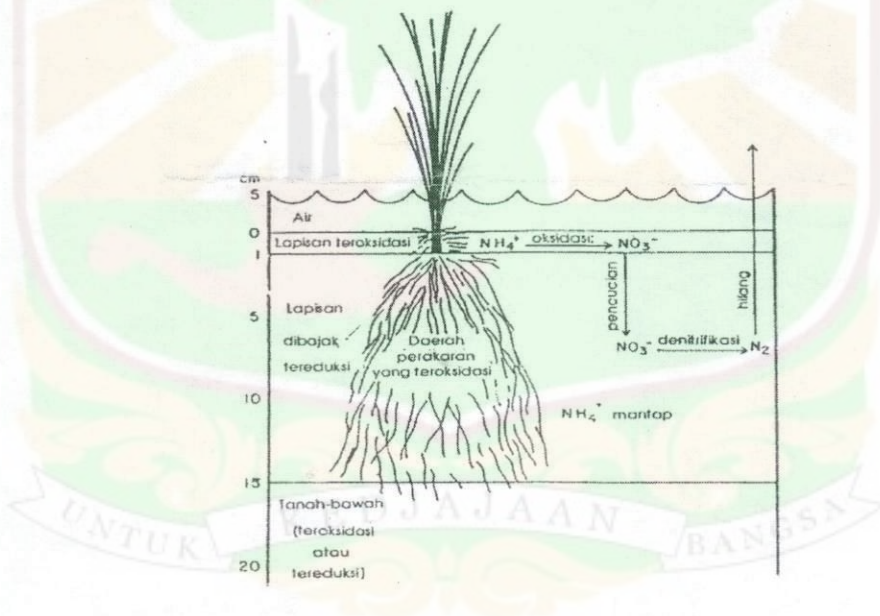 cm
5
Air
0
Lapisan teroksidasi
NH₄⁺ oksidasi: NO₃⁻
1
pencucian
hilang
Lapisan
5
dibajak
tereduksi
Daerah
perakaran
yang teroksidasi
NO₃⁻ denitrifikasi N₂
10
NH₄⁺ mantap
15
Tanah-bawah
(teroksidasi
atau
tereduksi)
20
UNTUK KEDJAJAAN BANGSA